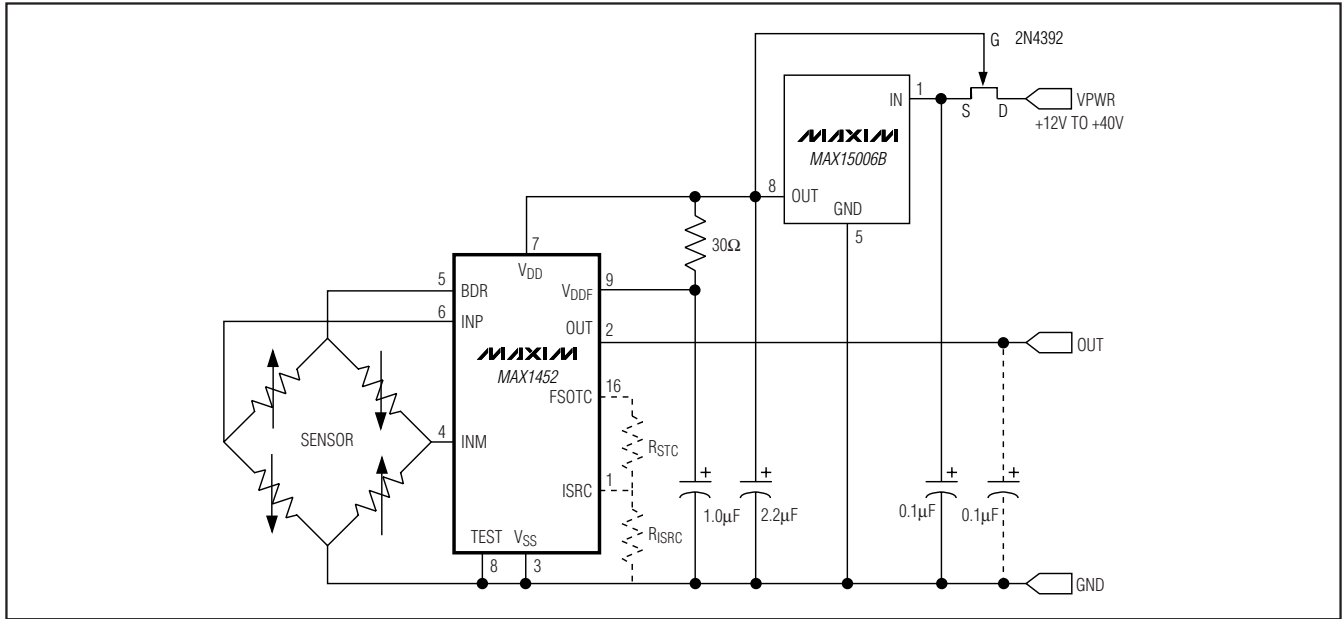 G 2N4392
1
IN
S D
VPWR
+12V TO +40V
MAXIM
MAX15006B
8
OUT
GND
5
30Ω
7
VDD
5
BDR
VDDF
9
6
INP
OUT
2
OUT
MAXIM
MAX1452
FSOTC
16
SENSOR
4
INM
RSTC
ISRC
1
RISRC
+
1.0µF
+
2.2µF
+
0.1µF
+
0.1µF
TEST
VSS
8
3
GND